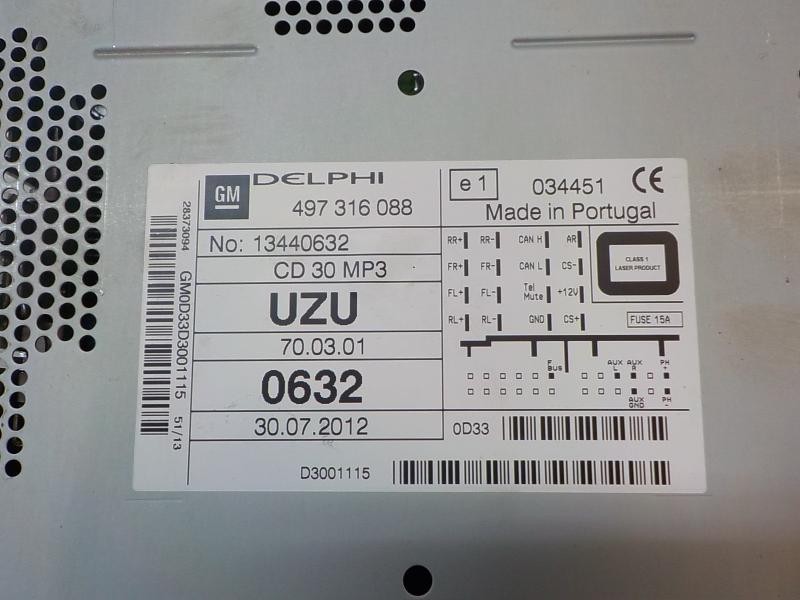 GM
DELPHI
497 316 088
e 1
034451
CE
Made in Portugal
No: 13440632
CD 30 MP3
UZU
70.03.01
0632
30.07.2012
RR+ RR- CAN H AR
FR+ FR- CAN L CS-
FL+ FL- Tel Mute +12V
RL+ RL- GND CS+
CLASS 1
LASER PRODUCT
FUSE 15A
F BUS
AUX L
AUX R
PH +
AUX GND
PH -
0D33
D3001115
28373094
GM0D33D3001115
51/13